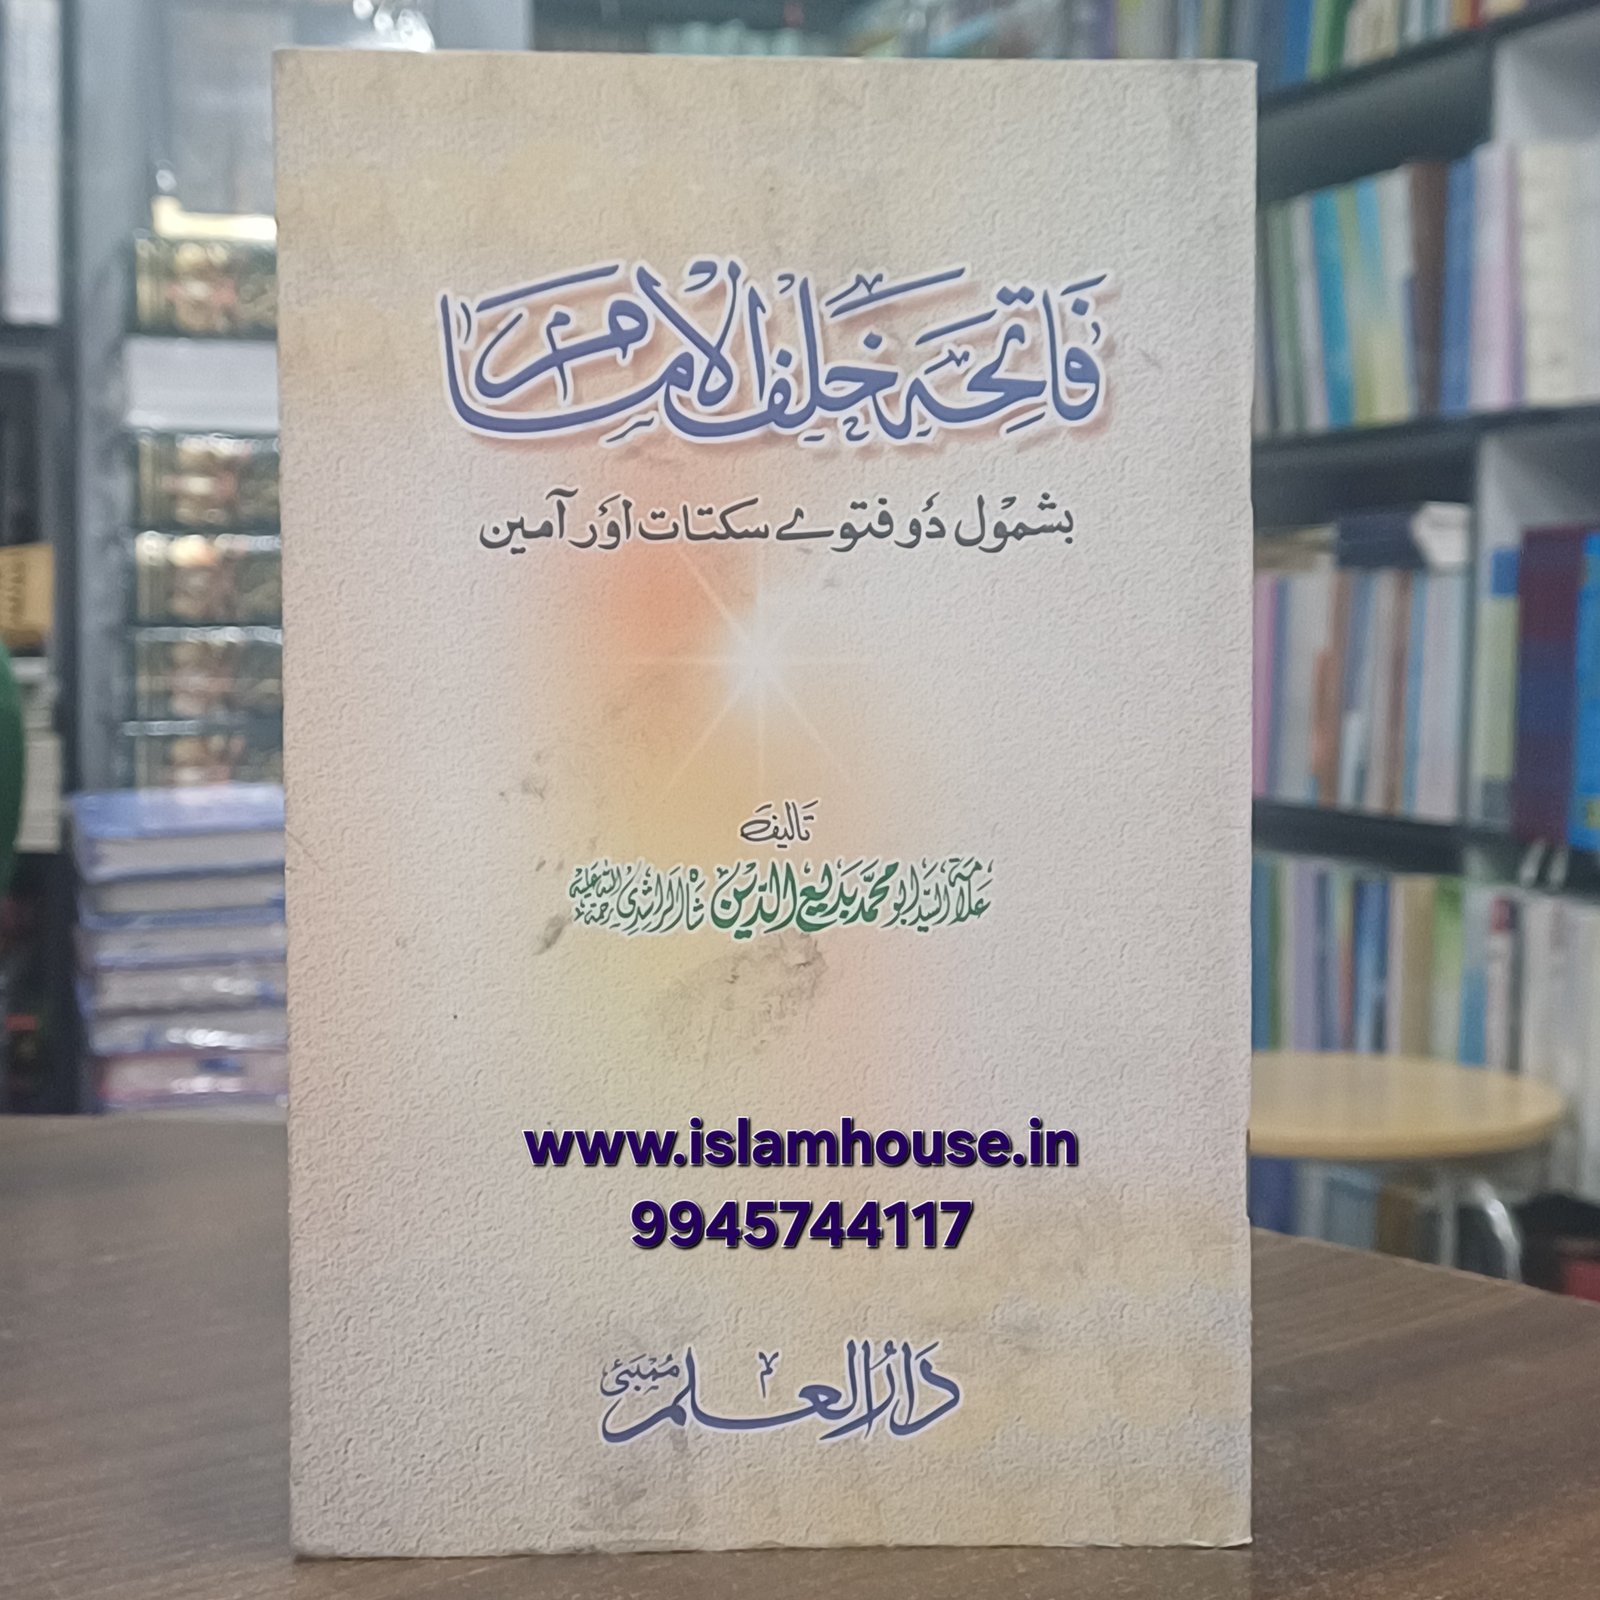 فاتحہ خلف الامام
بشمول دو فتوے سکتات اور آمین
تالیف
علامہ السید ابو محمد بدیع الدین شاہ الراشدی رحمۃ اللہ علیہ
www.islamhouse.in
9945744117
دَارُ العلم ممبئی